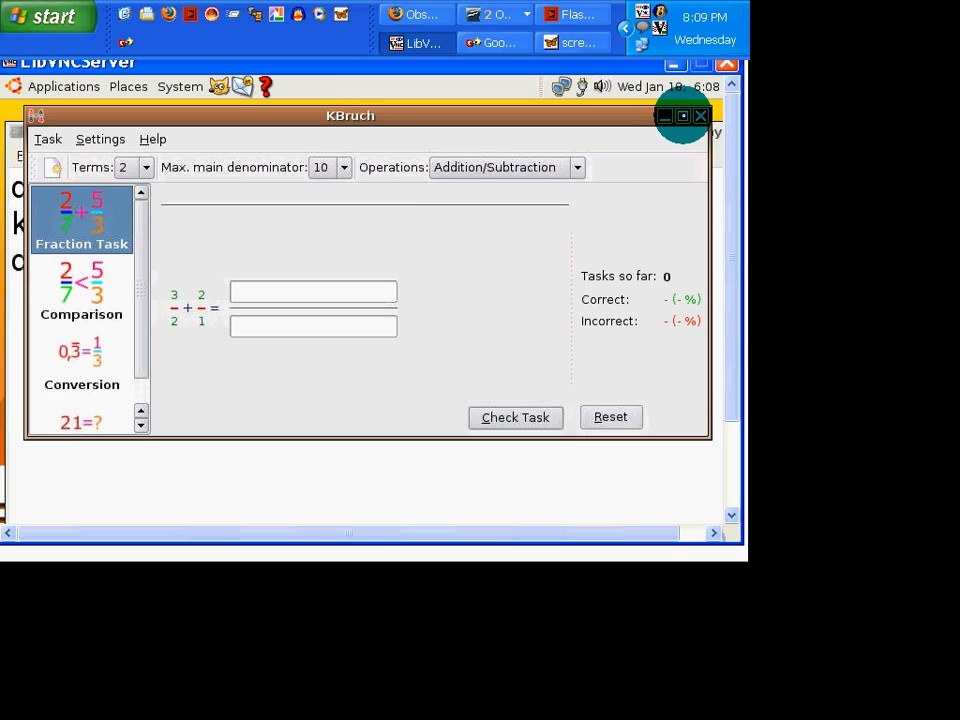 start
Obs...
2 O..
Flas...
8:09 PM
LibV...
Goo...
scre...
Wednesday
LibVNCServer
Applications Places System
Wed Jan 18, 6:08
KBruch
Task Settings Help
Terms: 2
Max. main denominator: 10
Operations: Addition/Subtraction
2 + 5
7 3
Fraction Task
2 < 5
7 3
Comparison
0,3̅ = 1
3
Conversion
21=?
3 + 2 =
2 1
Tasks so far: 0
Correct: - (- %)
Incorrect: - (- %)
Check Task
Reset